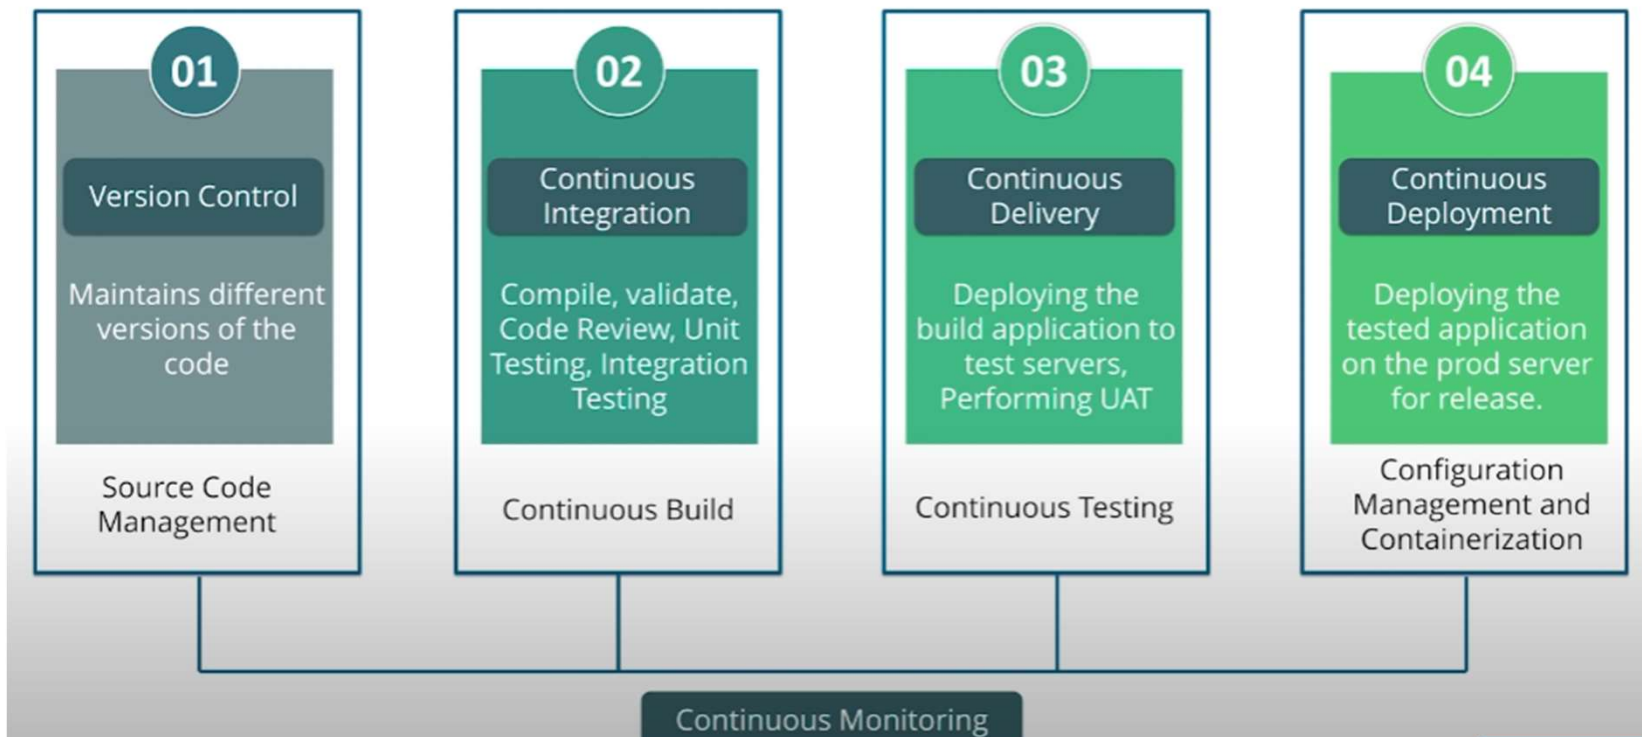 01
Version Control
Maintains different
versions of the
code
Source Code
Management
02
Continuous
Integration
Compile, validate,
Code Review, Unit
Testing, Integration
Testing
Continuous Build
03
Continuous
Delivery
Deploying the
build application to
test servers,
Performing UAT
Continuous Testing
04
Continuous
Deployment
Deploying the
tested application
on the prod server
for release.
Configuration
Management and
Containerization
Continuous Monitoring